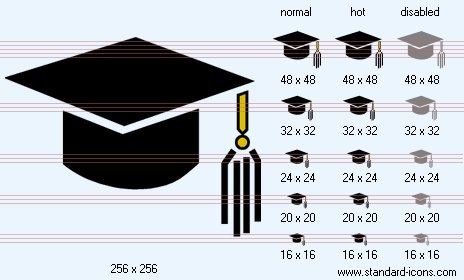 normal hot disabled
48 x 48 48 x 48 48 x 48
32 x 32 32 x 32 32 x 32
24 x 24 24 x 24 24 x 24
20 x 20 20 x 20 20 x 20
16 x 16 16 x 16 16 x 16
256 x 256
www.standard-icons.com